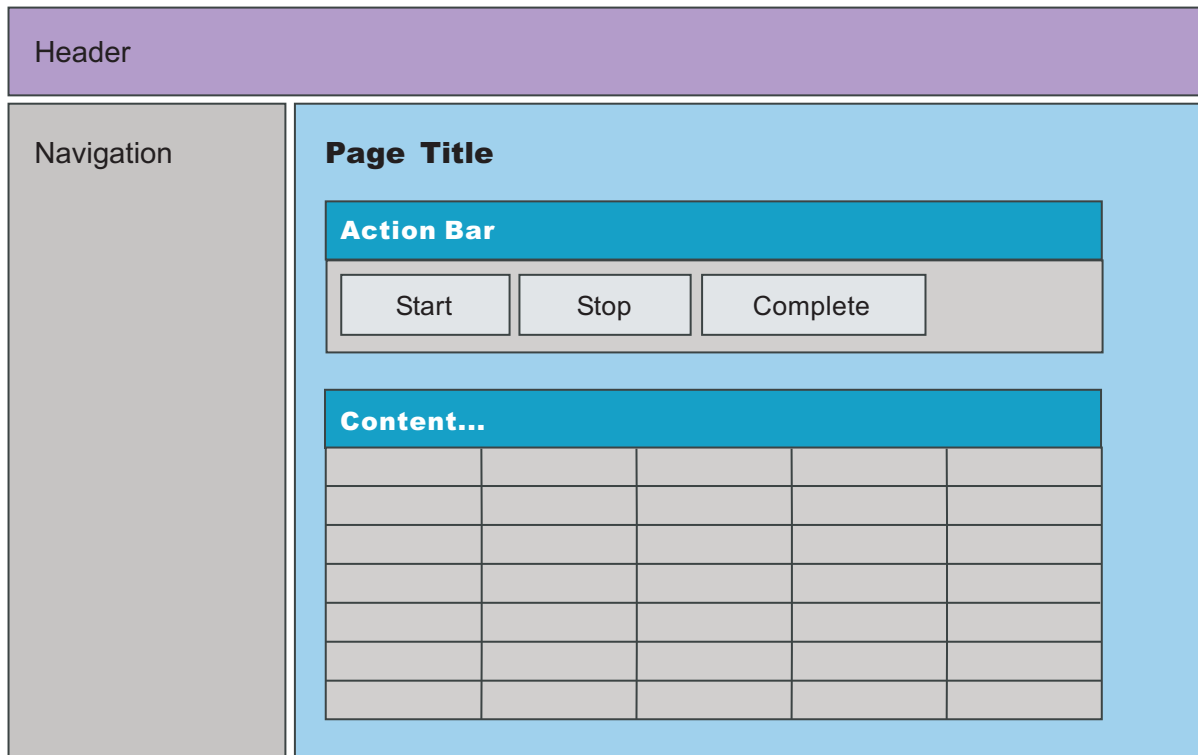 Header
Navigation
Page Title
Action Bar
Start Stop Complete
Content...